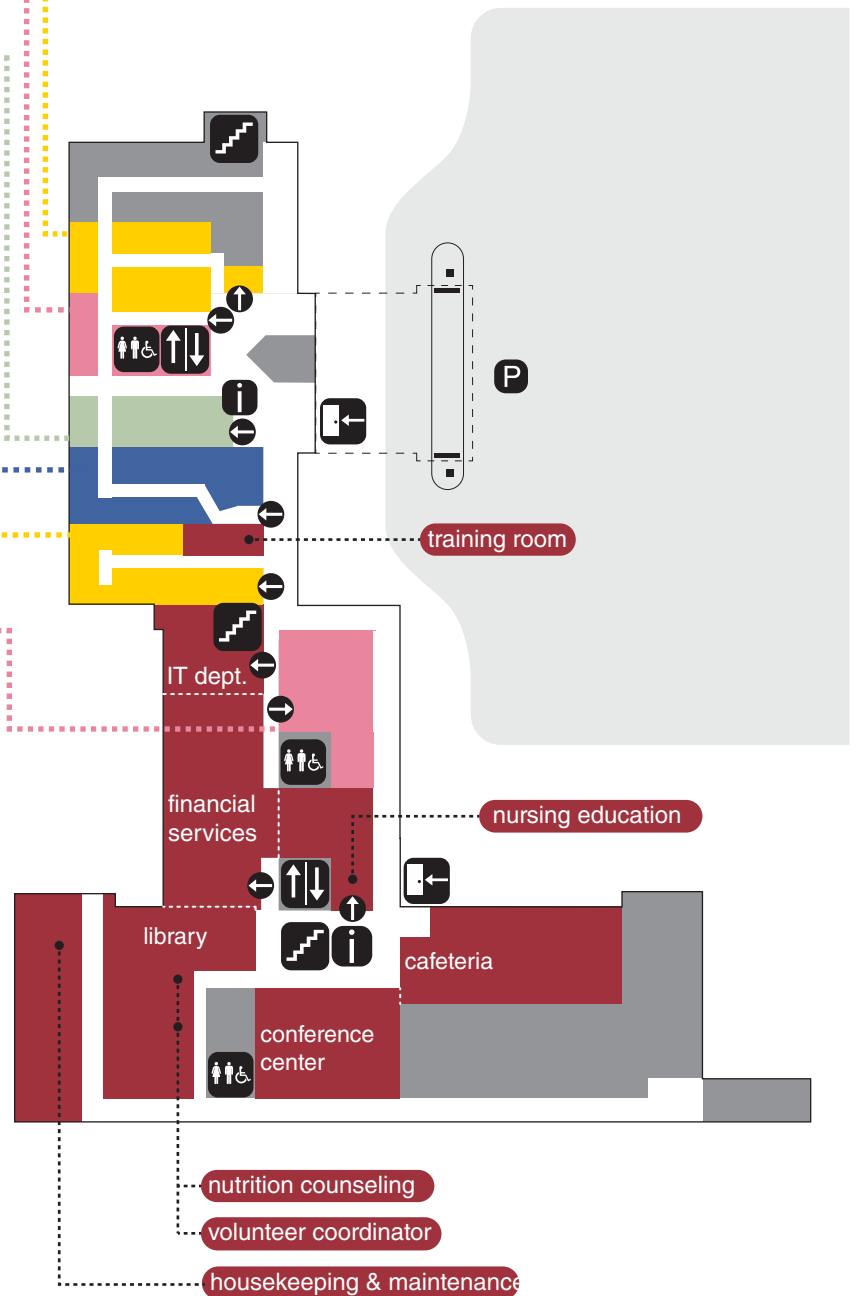 i
P
training room
IT dept.
financial
services
nursing education
library
i
cafeteria
conference
center
nutrition counseling
volunteer coordinator
housekeeping & maintenance